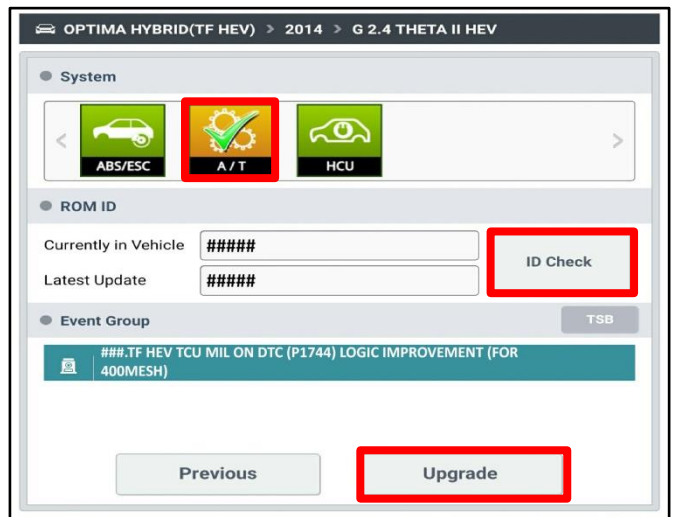 OPTIMA HYBRID(TF HEV) > 2014 > G 2.4 THETA II HEV
System
ABS/ESC A/T HCU
ROM ID
Currently in Vehicle #####
ID Check
Latest Update #####
Event Group TSB
###.TF HEV TCU MIL ON DTC (P1744) LOGIC IMPROVEMENT (FOR
400MESH)
Previous Upgrade